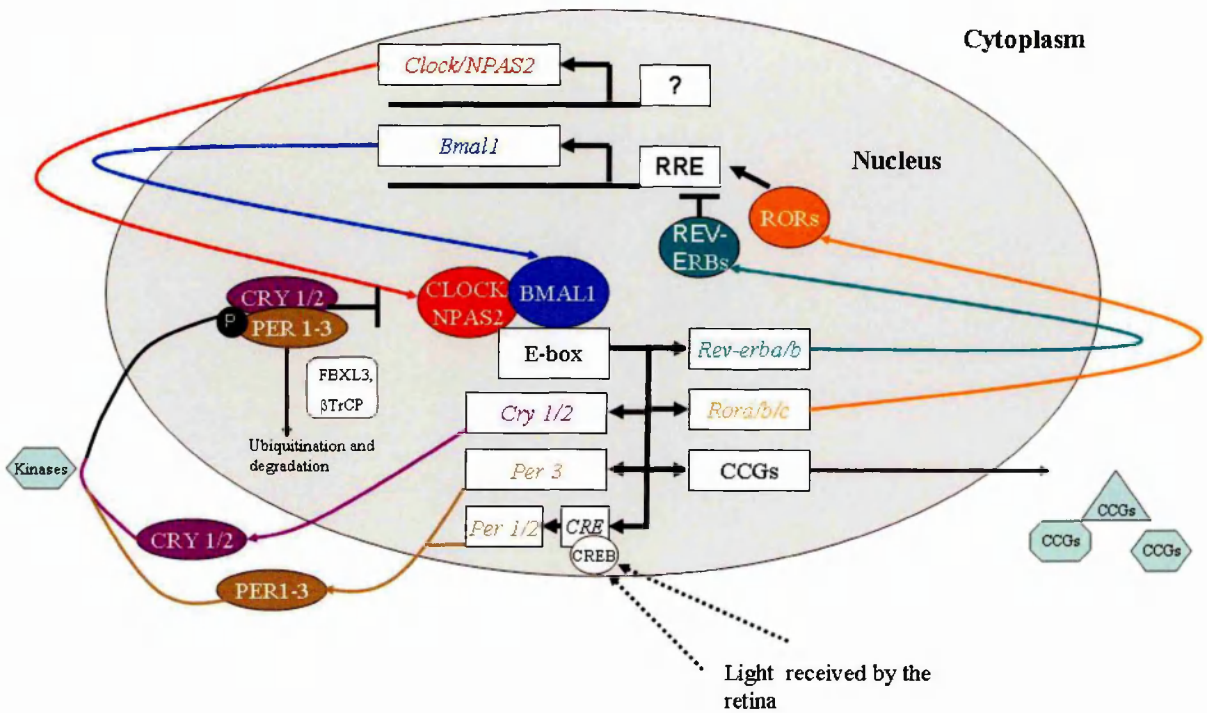 Cytoplasm
Clock/NPAS2
?
Bmal1
RRE
Nucleus
RORs
REV-
ERBs
CRY 1/2
P
PER 1-3
CLOCK
NPAS2
BMAL1
E-box
Rev-erba/b
FBXL3,
βTrCP
Cry 1/2
Rora/b/c
Ubiquitination and
degradation
Kinases
Per 3
CCGs
CCGs
CCGs
CCGs
Per 1/2
CRE
CREB
CRY 1/2
PER1-3
Light received by the
retina